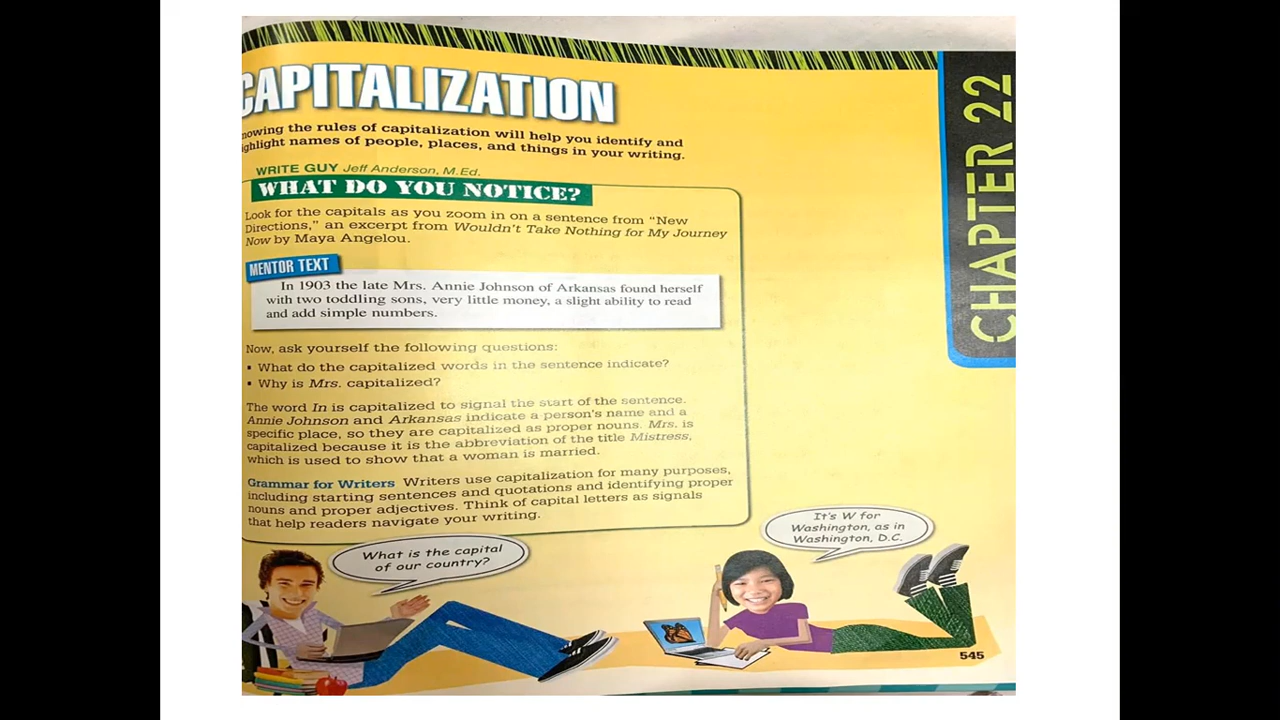 CAPITALIZATION
nowing the rules of capitalization will help you identify and
ghlight names of people, places, and things in your writing.
WRITE GUY Jeff Anderson, M.Ed.
WHAT DO YOU NOTICE?
Look for the capitals as you zoom in on a sentence from “New
Directions,” an excerpt from Wouldn’t Take Nothing for My Journey
Now by Maya Angelou.
MENTOR TEXT
In 1903 the late Mrs. Annie Johnson of Arkansas found herself
with two toddling sons, very little money, a slight ability to read
and add simple numbers.
Now, ask yourself the following questions:
• What do the capitalized words in the sentence indicate?
• Why is Mrs. capitalized?
The word In is capitalized to signal the start of the sentence.
Annie Johnson and Arkansas indicate a person’s name and a
specific place, so they are capitalized as proper nouns. Mrs. is
capitalized because it is the abbreviation of the title Mistress,
which is used to show that a woman is married.
Grammar for Writers Writers use capitalization for many purposes,
including starting sentences and quotations and identifying proper
nouns and proper adjectives. Think of capital letters as signals
that help readers navigate your writing.
What is the capital
of our country?
It’s W for
Washington, as in
Washington, D.C.
CHAPTER 22
545